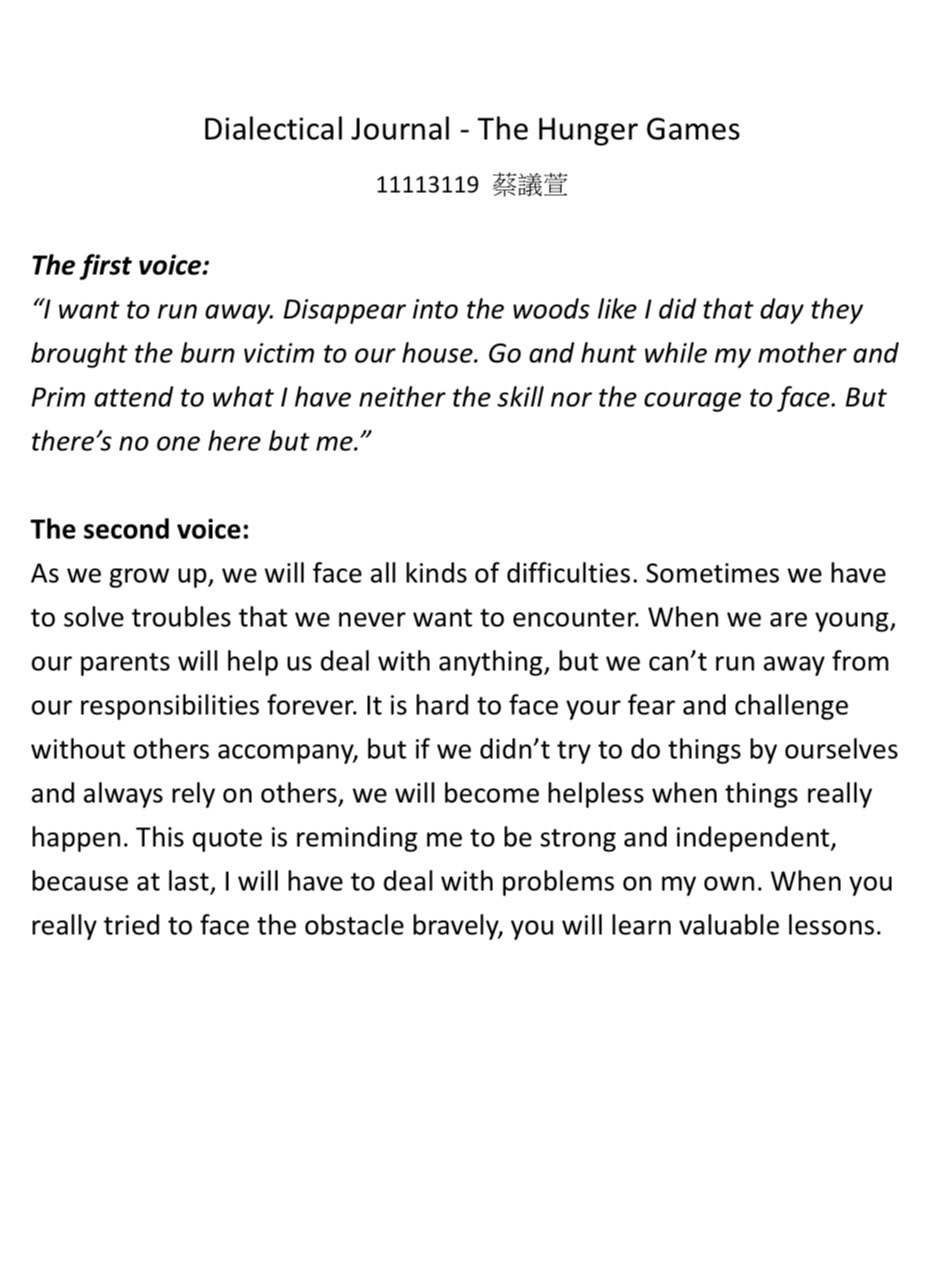 Dialectical Journal - The Hunger Games
11113119 蔡議萱
The first voice:
“I want to run away. Disappear into the woods like I did that day they
brought the burn victim to our house. Go and hunt while my mother and
Prim attend to what I have neither the skill nor the courage to face. But
there’s no one here but me.”
The second voice:
As we grow up, we will face all kinds of difficulties. Sometimes we have
to solve troubles that we never want to encounter. When we are young,
our parents will help us deal with anything, but we can’t run away from
our responsibilities forever. It is hard to face your fear and challenge
without others accompany, but if we didn’t try to do things by ourselves
and always rely on others, we will become helpless when things really
happen. This quote is reminding me to be strong and independent,
because at last, I will have to deal with problems on my own. When you
really tried to face the obstacle bravely, you will learn valuable lessons.